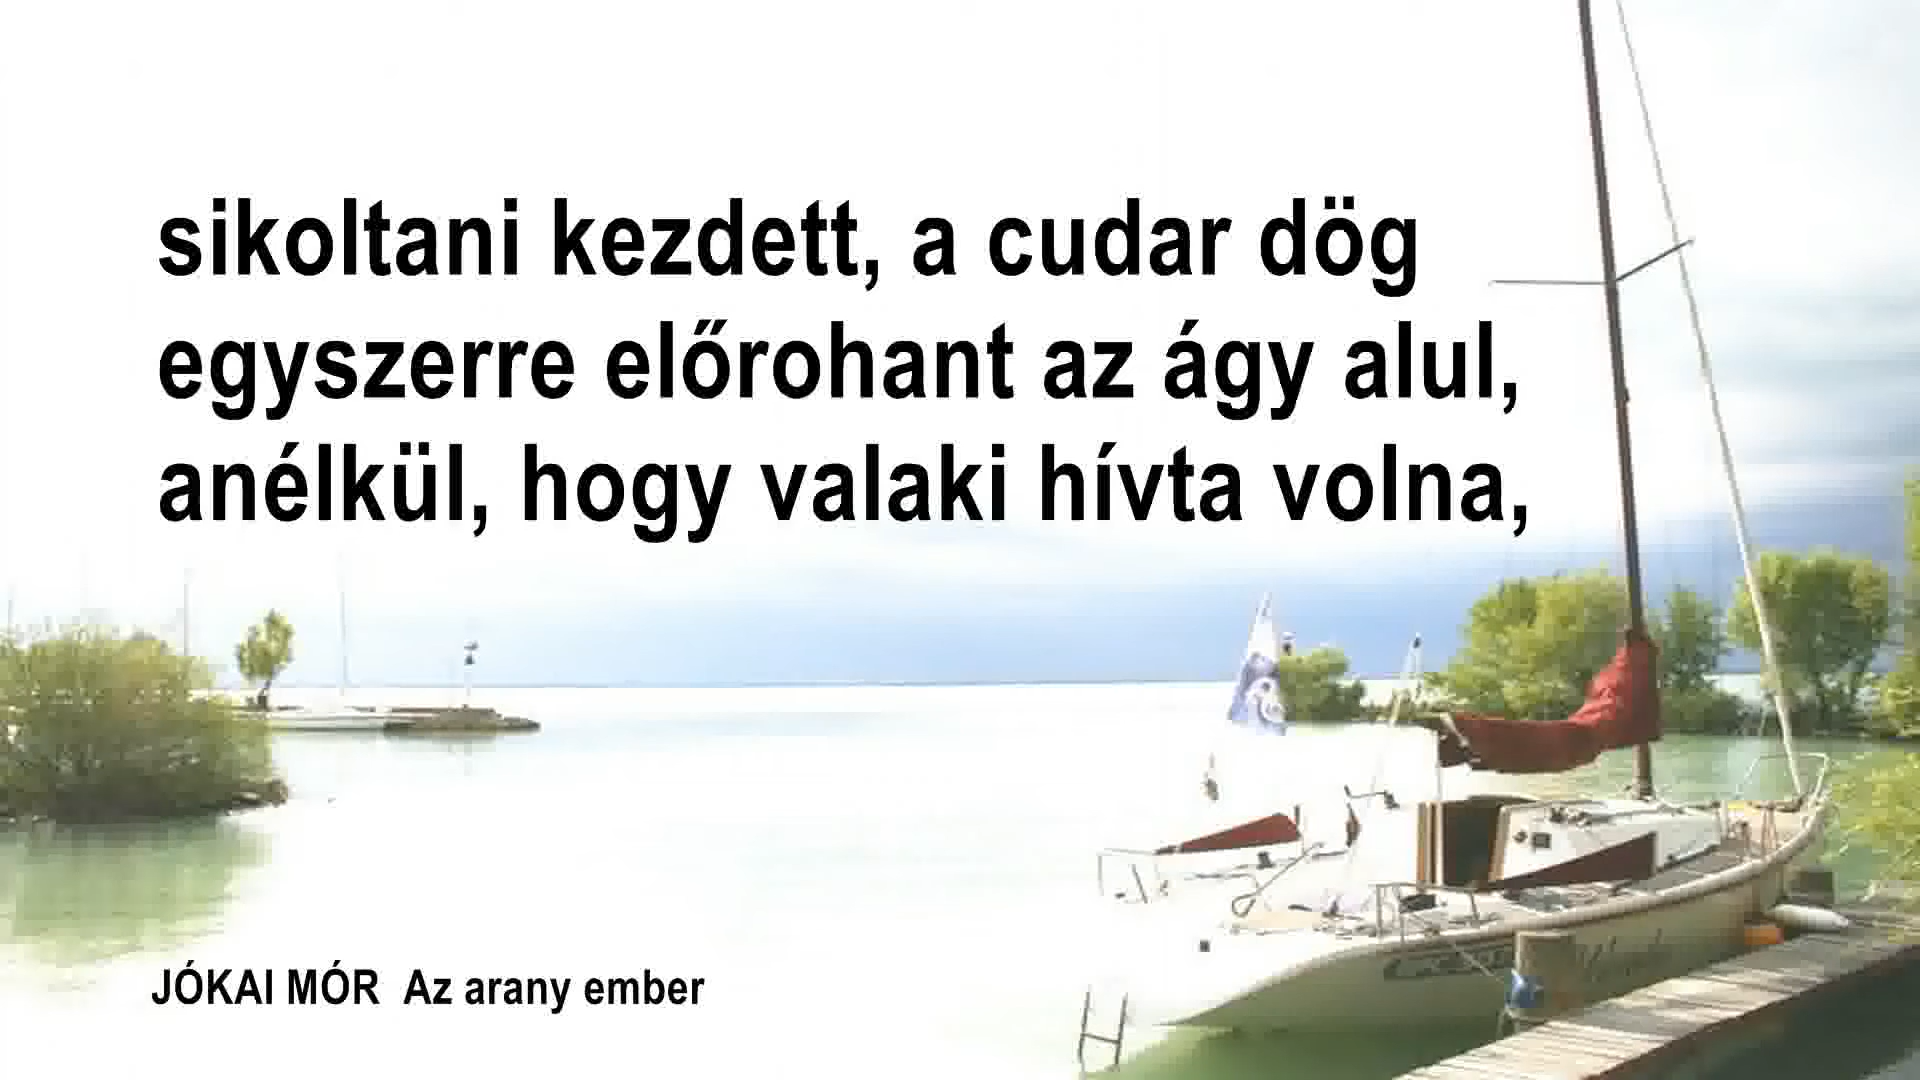 sikoltani kezdett, a cudar dög
egyszerre előrohant az ágy alul,
anélkül, hogy valaki hívta volna,
JÓKAI MÓR Az arany ember